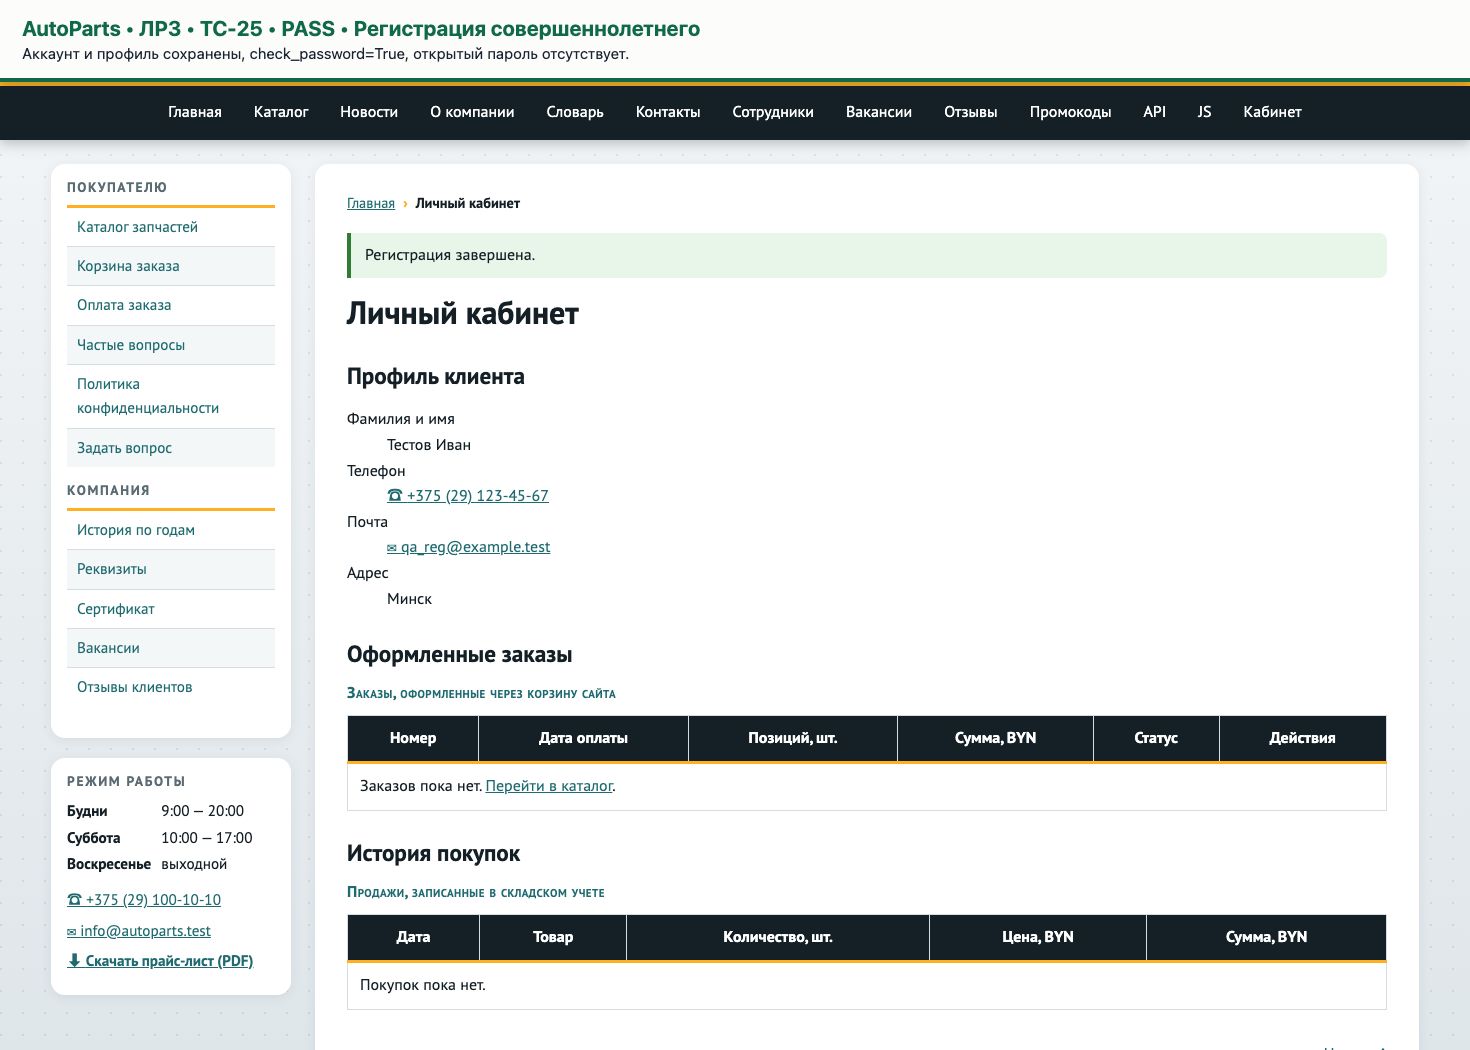 AutoParts • ЛР3 • ТС-25 • PASS • Регистрация совершеннолетнего
Аккаунт и профиль сохранены, check_password=True, открытый пароль отсутствует.
Главная Каталог Новости О компании Словарь Контакты Сотрудники Вакансии Отзывы Промокоды API JS Кабинет
ПОКУПАТЕЛЮ
Каталог запчастей
Корзина заказа
Оплата заказа
Частые вопросы
Политика
конфиденциальности
Задать вопрос
КОМПАНИЯ
История по годам
Реквизиты
Сертификат
Вакансии
Отзывы клиентов
РЕЖИМ РАБОТЫ
Будни 9:00 — 20:00
Суббота 10:00 — 17:00
Воскресенье выходной
☎ +375 (29) 100-10-10
✉ info@autoparts.test
⬇ Скачать прайс-лист (PDF)
Главная › Личный кабинет
Регистрация завершена.
Личный кабинет
Профиль клиента
Фамилия и имя
Тестов Иван
Телефон
☎ +375 (29) 123-45-67
Почта
✉ qa_reg@example.test
Адрес
Минск
Оформленные заказы
Заказы, оформленные через корзину сайта
Номер Дата оплаты Позиций, шт. Сумма, BYN Статус Действия
Заказов пока нет. Перейти в каталог.
История покупок
Продажи, записанные в складском учете
Дата Товар Количество, шт. Цена, BYN Сумма, BYN
Покупок пока нет.